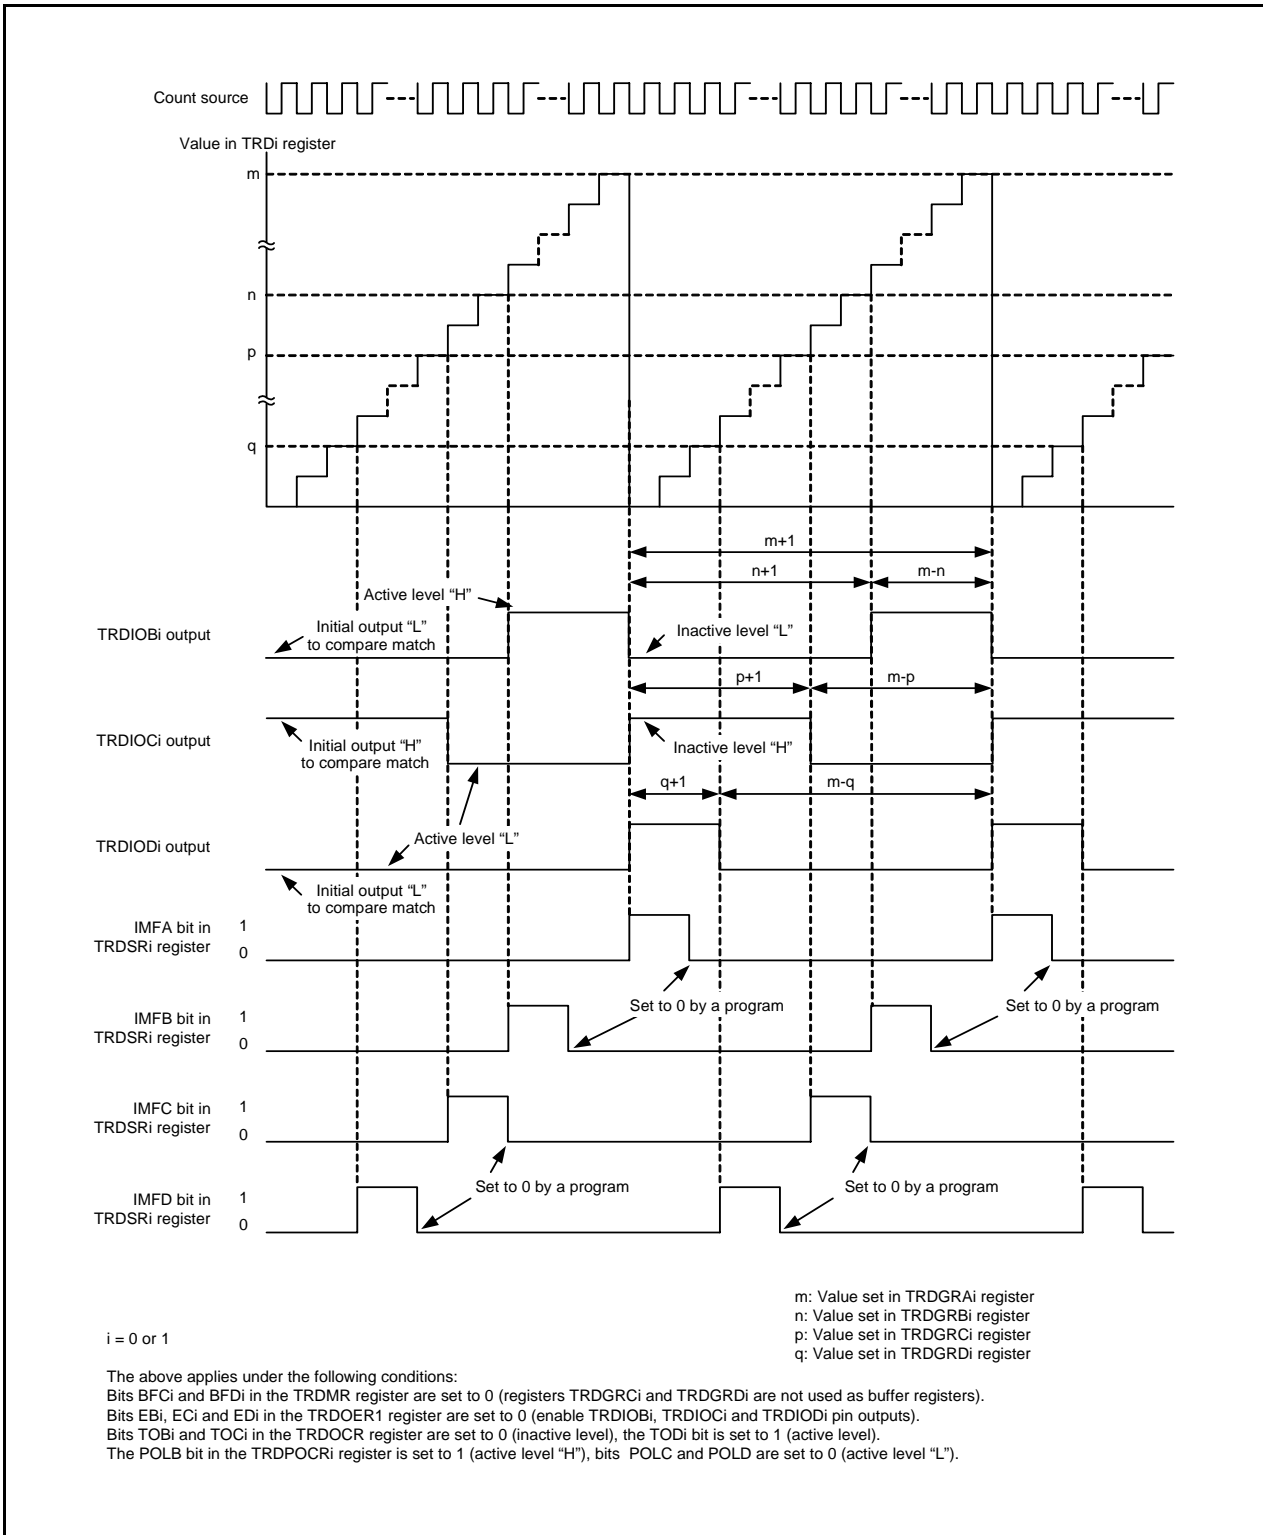 Count source
Value in TRDi register
m
n
p
q
m+1
n+1
m-n
Active level “H”
TRDIOBi output
Initial output “L”
to compare match
Inactive level “L”
p+1
m-p
TRDIOCi output
Initial output “H”
to compare match
Inactive level “H”
q+1
m-q
Active level “L”
TRDIODi output
Initial output “L”
to compare match
IMFA bit in
TRDSRi register
1
0
Set to 0 by a program
Set to 0 by a program
IMFB bit in
TRDSRi register
1
0
IMFC bit in
TRDSRi register
1
0
Set to 0 by a program
Set to 0 by a program
IMFD bit in
TRDSRi register
1
0
m: Value set in TRDGRAi register
n: Value set in TRDGRBi register
p: Value set in TRDGRCi register
q: Value set in TRDGRDi register
i = 0 or 1
The above applies under the following conditions:
Bits BFCi and BFDi in the TRDMR register are set to 0 (registers TRDGRCi and TRDGRDi are not used as buffer registers).
Bits EBi, ECi and EDi in the TRDOER1 register are set to 0 (enable TRDIOBi, TRDIOCi and TRDIODi pin outputs).
Bits TOBi and TOCi in the TRDOCR register are set to 0 (inactive level), the TODi bit is set to 1 (active level).
The POLB bit in the TRDPOCRi register is set to 1 (active level “H”), bits  POLC and POLD are set to 0 (active level “L”).